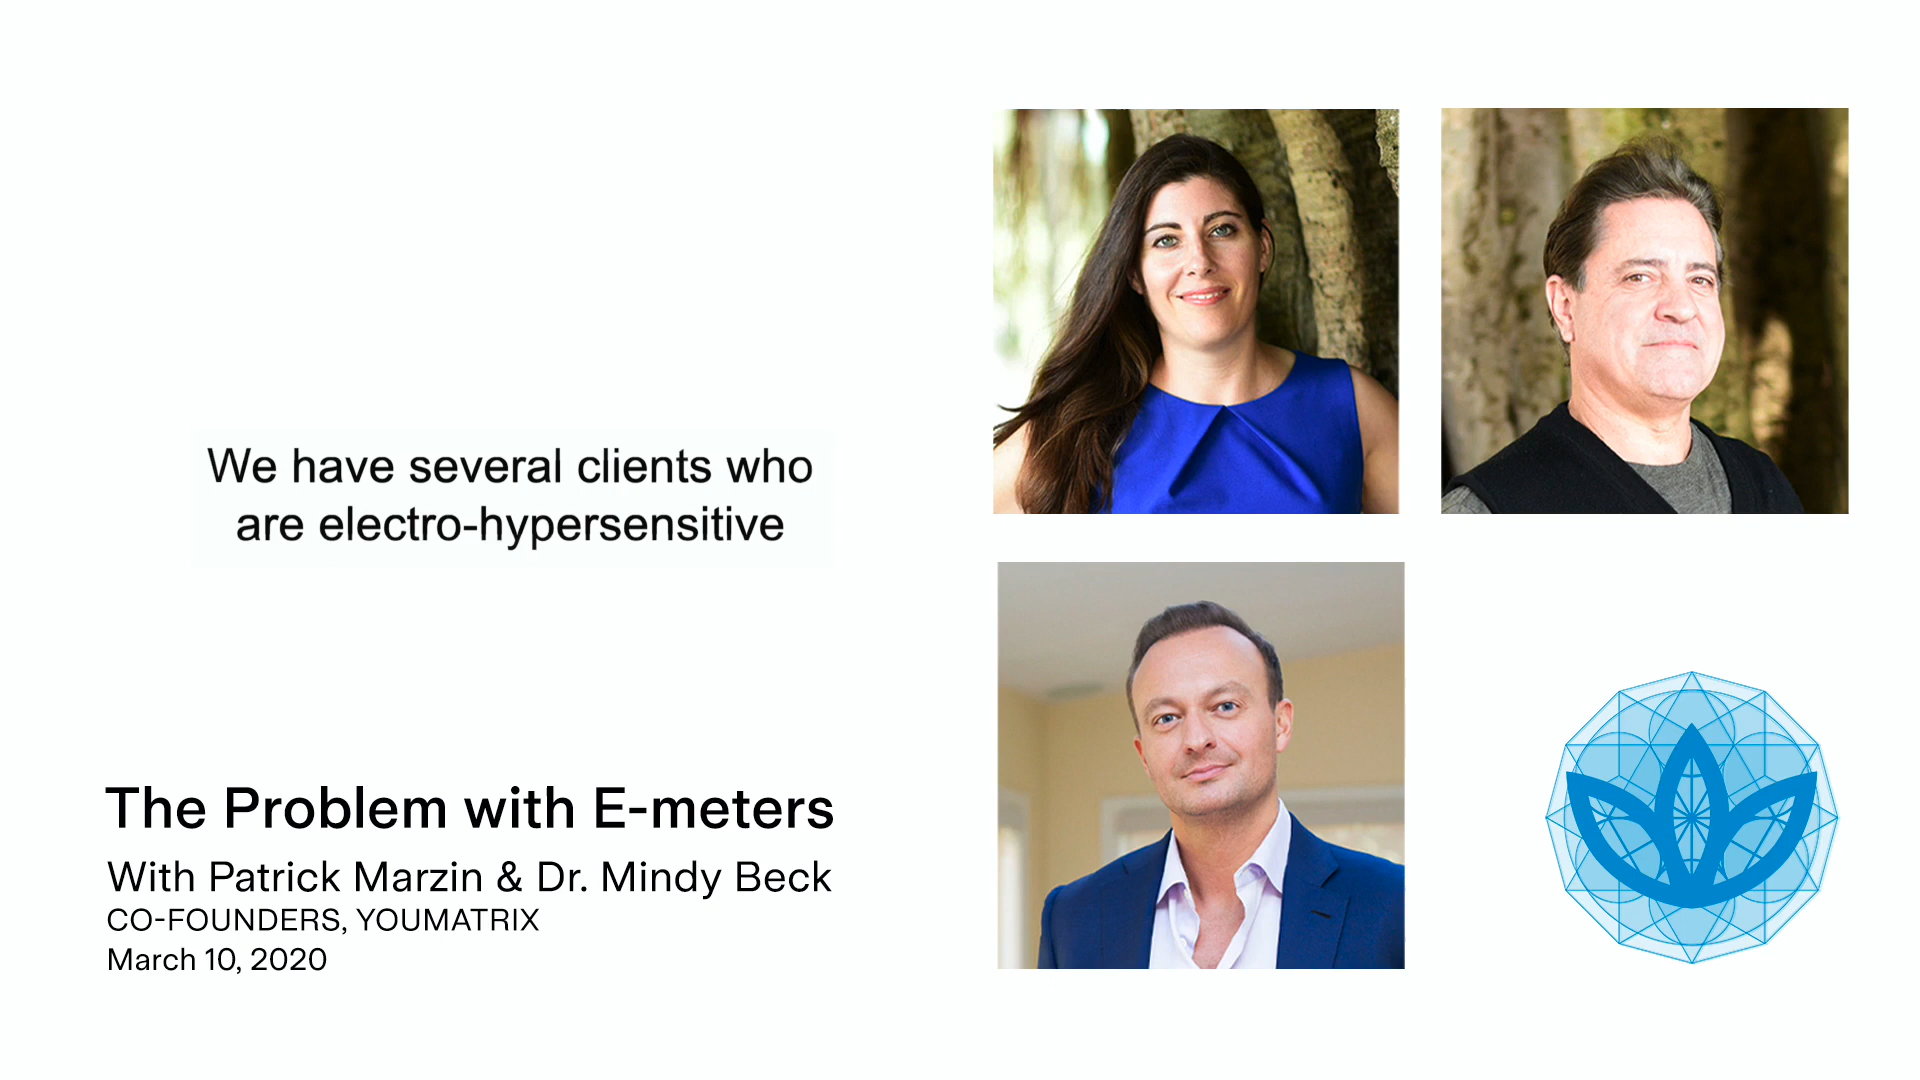 We have several clients who
are electro-hypersensitive
The Problem with E-meters
With Patrick Marzin & Dr. Mindy Beck
CO-FOUNDERS, YOUMATRIX
March 10, 2020